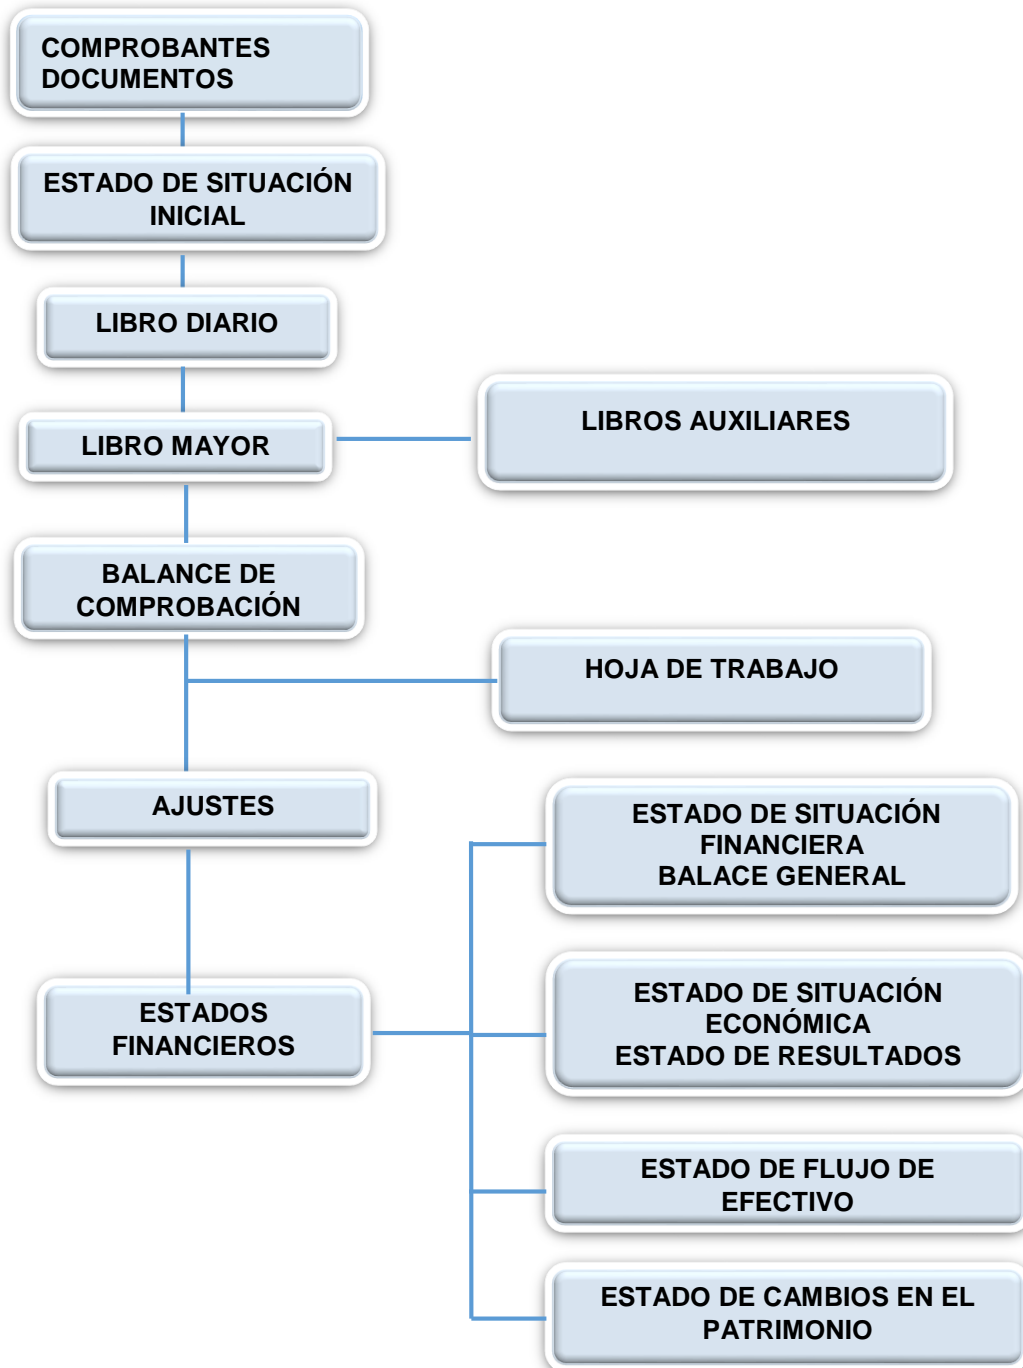 COMPROBANTES
DOCUMENTOS
ESTADO DE SITUACIÓN
INICIAL
LIBRO DIARIO
LIBRO MAYOR
LIBROS AUXILIARES
BALANCE DE
COMPROBACIÓN
HOJA DE TRABAJO
AJUSTES
ESTADOS
FINANCIEROS
ESTADO DE SITUACIÓN
FINANCIERA
BALACE GENERAL
ESTADO DE SITUACIÓN
ECONÓMICA
ESTADO DE RESULTADOS
ESTADO DE FLUJO DE
EFECTIVO
ESTADO DE CAMBIOS EN EL
PATRIMONIO